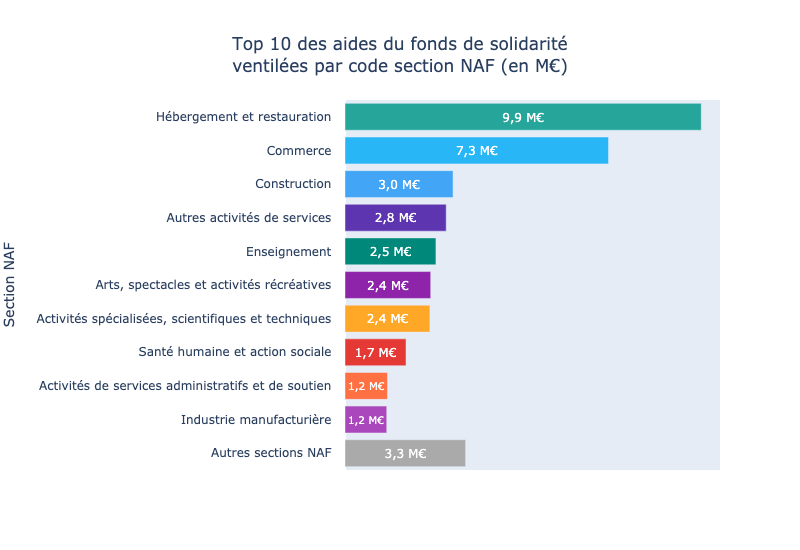 Top 10 des aides du fonds de solidarité
ventilées par code section NAF (en M€)
Section NAF
Hébergement et restauration 9,9 M€
Commerce 7,3 M€
Construction 3,0 M€
Autres activités de services 2,8 M€
Enseignement 2,5 M€
Arts, spectacles et activités récréatives 2,4 M€
Activités spécialisées, scientifiques et techniques 2,4 M€
Santé humaine et action sociale 1,7 M€
Activités de services administratifs et de soutien 1,2 M€
Industrie manufacturière 1,2 M€
Autres sections NAF 3,3 M€